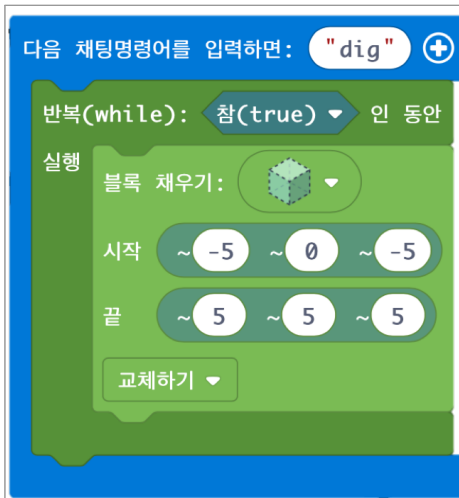 다음 채팅명령어를 입력하면: "dig"
반복(while): 참(true) 인 동안
실행
블록 채우기:
시작 ~ -5 ~ 0 ~ -5
끝 ~ 5 ~ 5 ~ 5
교체하기